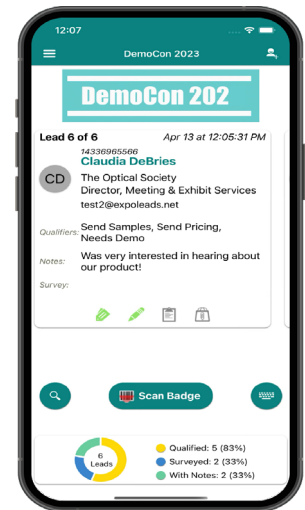 12:07
DemoCon 2023
DemoCon 202
Lead 6 of 6 Apr 13 at 12:05:31 PM
14336965566
Claudia DeBries
CD
The Optical Society
Director, Meeting & Exhibit Services
test2@expoleads.net
Qualifiers: Send Samples, Send Pricing,
Needs Demo
Notes: Was very interested in hearing about
our product!
Survey:
Scan Badge
6
Leads
Qualified: 5 (83%)
Surveyed: 2 (33%)
With Notes: 2 (33%)